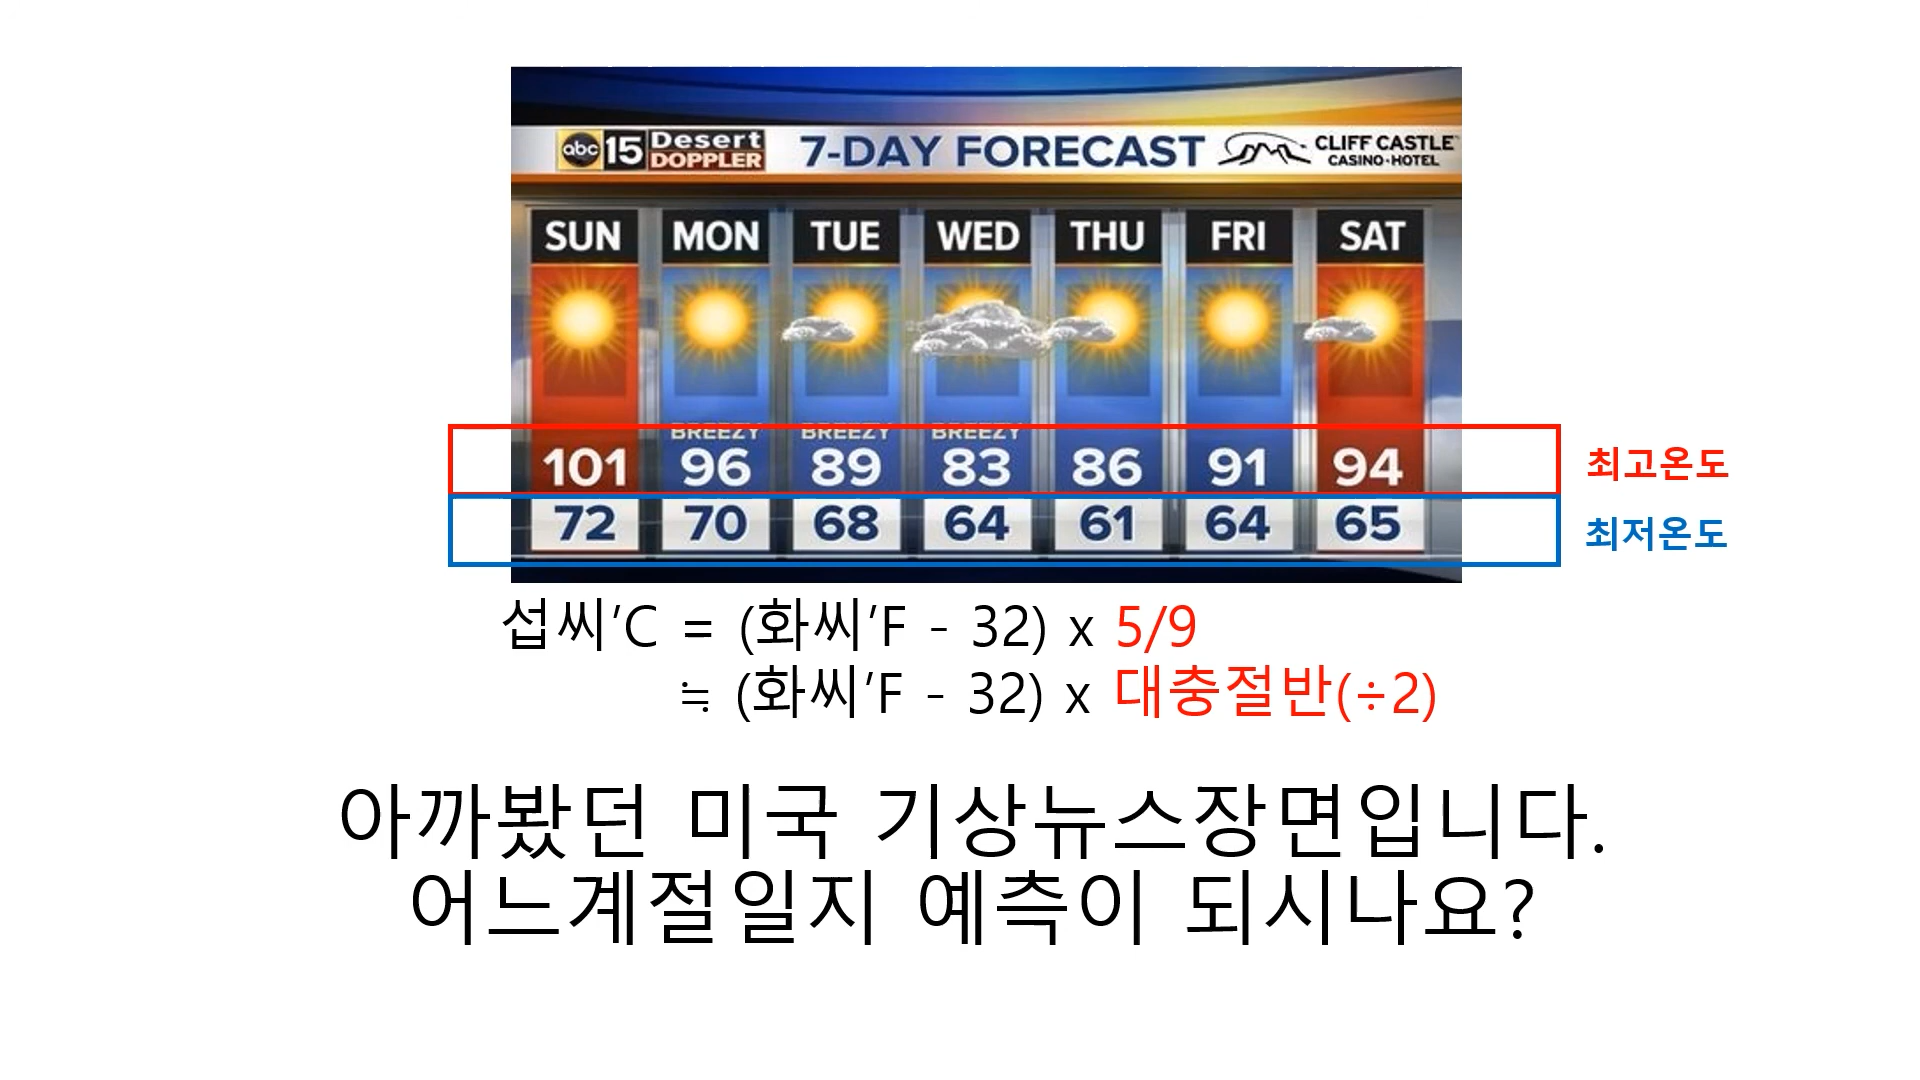 abc 15 Desert DOPPLER 7-DAY FORECAST CLIFF CASTLE CASINO·HOTEL
SUN MON TUE WED THU FRI SAT
BREEZY BREEZY BREEZY
101 96 89 83 86 91 94 최고온도
72 70 68 64 61 64 65 최저온도
섭씨'C = (화씨'F - 32) x 5/9
≒ (화씨'F - 32) x 대충절반(÷2)
아까봤던 미국 기상뉴스장면입니다.
어느계절일지 예측이 되시나요?